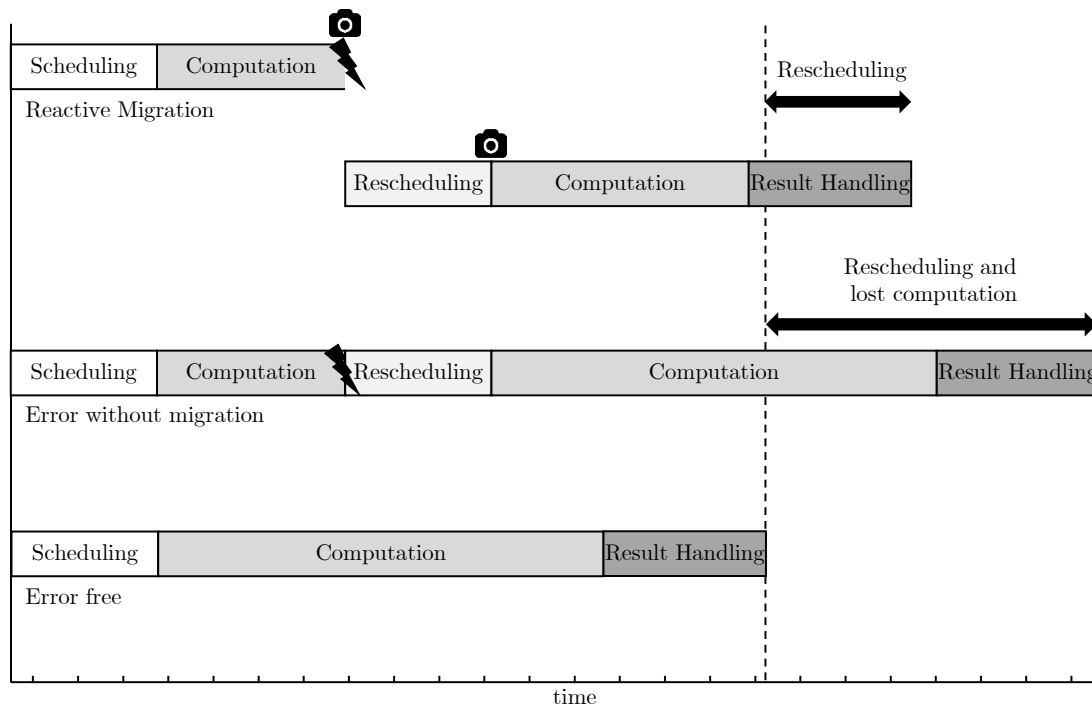 Scheduling Computation
Rescheduling
Reactive Migration
Rescheduling Computation Result Handling
Rescheduling and
lost computation
Scheduling Computation Rescheduling Computation Result Handling
Error without migration
Scheduling Computation Result Handling
Error free
time